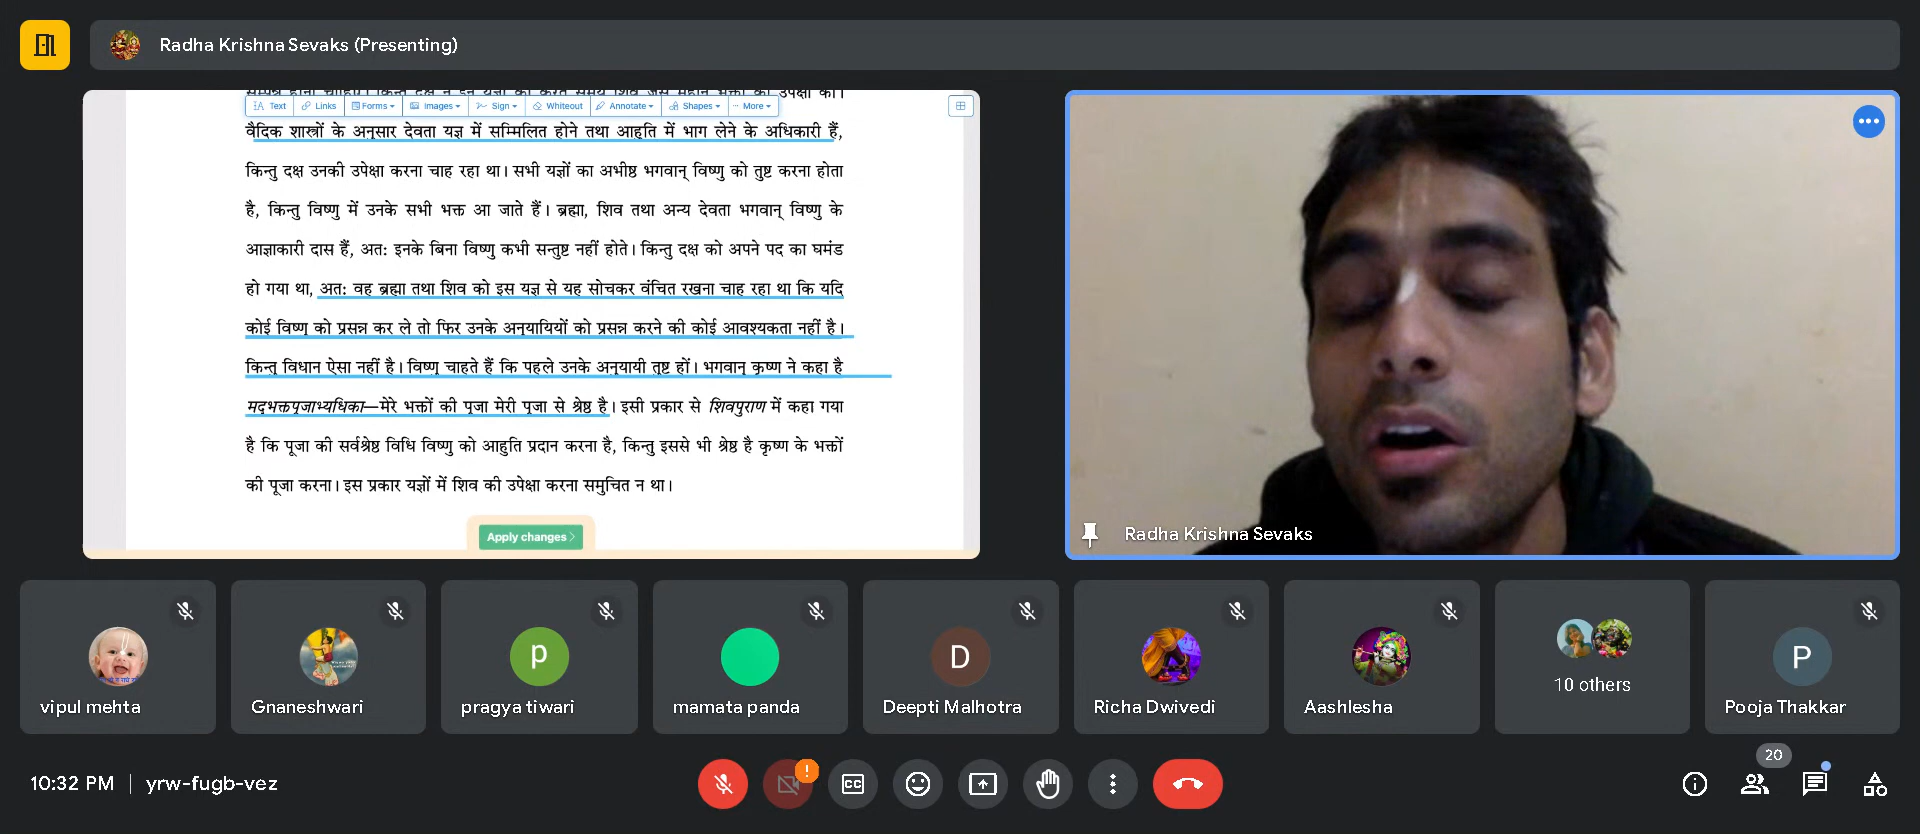 Radha Krishna Sevaks (Presenting)
Text Links Forms Images Sign Whiteout Annotate Shapes More
वैदिक शास्त्रों के अनुसार देवता यज्ञ में सम्मिलित होने तथा आहुति में भाग लेने के अधिकारी हैं,
किन्तु दक्ष उनकी उपेक्षा करना चाह रहा था। सभी यज्ञों का अभीष्ठ भगवान् विष्णु को तुष्ट करना होता
है, किन्तु विष्णु में उनके सभी भक्त आ जाते हैं। ब्रह्मा, शिव तथा अन्य देवता भगवान् विष्णु के
आज्ञाकारी दास हैं, अतः इनके बिना विष्णु कभी सन्तुष्ट नहीं होते। किन्तु दक्ष को अपने पद का घमंड
हो गया था, अतः वह ब्रह्मा तथा शिव को इस यज्ञ से यह सोचकर वंचित रखना चाह रहा था कि यदि
कोई विष्णु को प्रसन्न कर ले तो फिर उनके अनुयायियों को प्रसन्न करने की कोई आवश्यकता नहीं है।
किन्तु विधान ऐसा नहीं है। विष्णु चाहते हैं कि पहले उनके अनुयायी तुष्ट हों। भगवान् कृष्ण ने कहा है
मद्भक्तपूजाभ्यधिका—मेरे भक्तों की पूजा मेरी पूजा से श्रेष्ठ है। इसी प्रकार से शिवपुराण में कहा गया
है कि पूजा की सर्वश्रेष्ठ विधि विष्णु को आहुति प्रदान करना है, किन्तु इससे भी श्रेष्ठ है कृष्ण के भक्तों
की पूजा करना। इस प्रकार यज्ञों में शिव की उपेक्षा करना समुचित न था।
Apply changes
Radha Krishna Sevaks
vipul mehta
Gnaneshwari
p
pragya tiwari
mamata panda
D
Deepti Malhotra
Richa Dwivedi
Aashlesha
10 others
P
Pooja Thakkar
10:32 PM | yrw-fugb-vez
CC
20